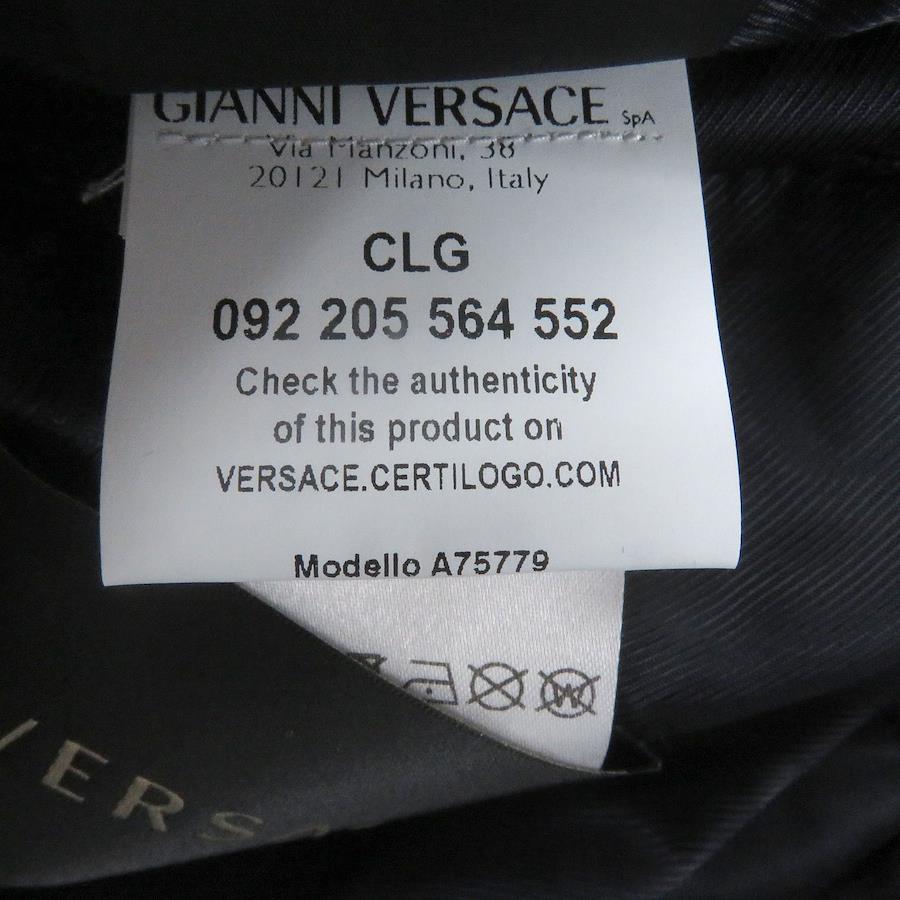 GIANNI VERSACE SpA
Via Manzoni, 38
20121 Milano, Italy
CLG
092 205 564 552
Check the authenticity
of this product on
VERSACE.CERTILOGO.COM
Modello A75779
W
VERSA